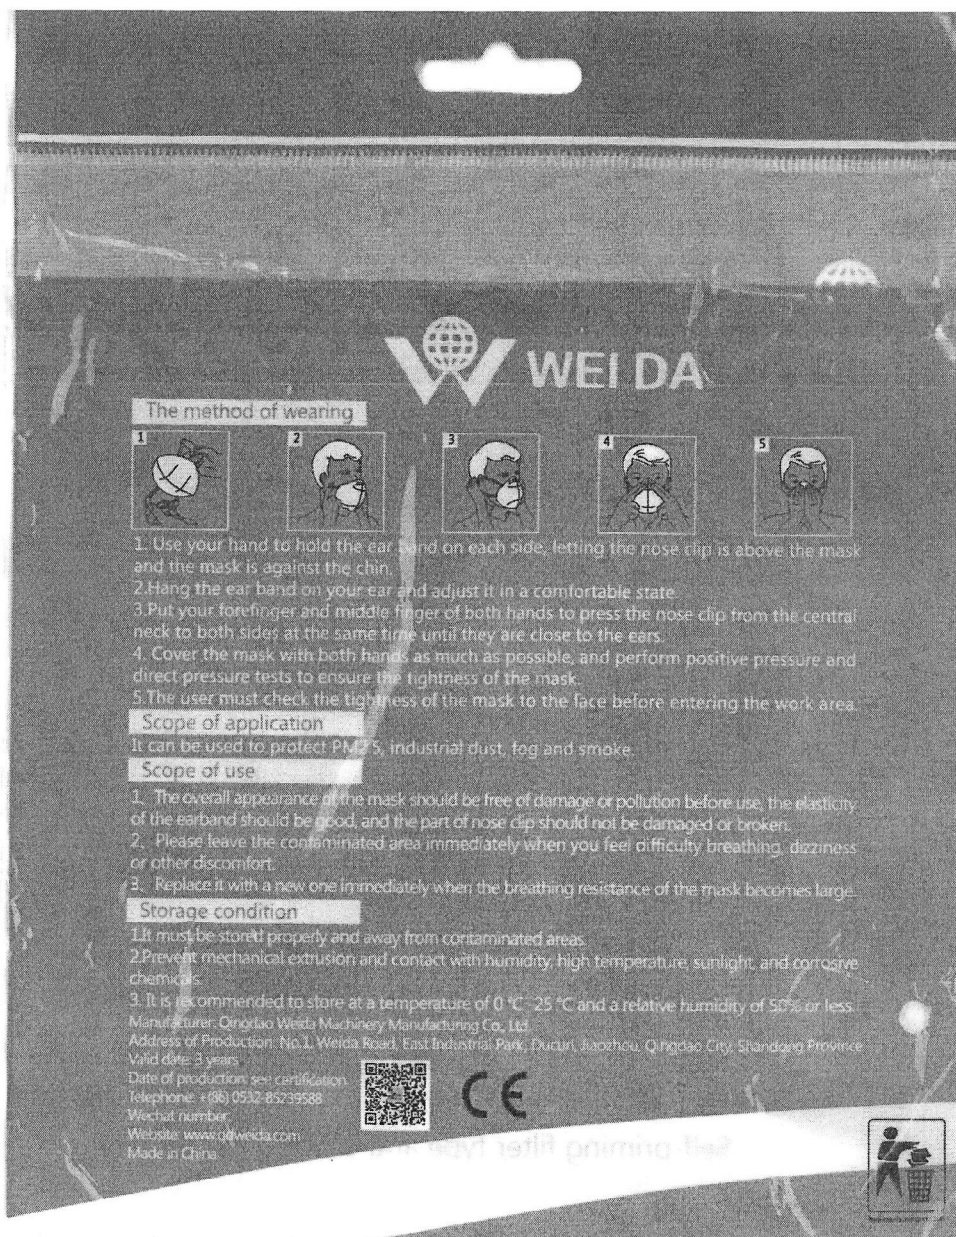 WEI DA
The method of wearing
1 2 3 4 5
1. Use your hand to hold the ear band on each side, letting the nose clip is above the mask
and the mask is against the chin.
2.Hang the ear band on your ear and adjust it in a comfortable state.
3.Put your forefinger and middle finger of both hands to press the nose clip from the central
neck to both sides at the same time until they are close to the ears.
4. Cover the mask with both hands as much as possible, and perform positive pressure and
direct pressure tests to ensure the tightness of the mask.
5.The user must check the tightness of the mask to the face before entering the work area.
Scope of application
It can be used to protect PM2.5, industrial dust, fog and smoke.
Scope of use
1、The overall appearance of the mask should be free of damage or pollution before use, the elasticity
of the earband should be good, and the part of nose clip should not be damaged or broken.
2、Please leave the contaminated area immediately when you feel difficulty breathing, dizziness
or other discomfort.
3、Replace it with a new one immediately when the breathing resistance of the mask becomes large.
Storage condition
1.It must be stored properly and away from contaminated areas.
2.Prevent mechanical extrusion and contact with humidity, high temperature, sunlight, and corrosive
chemicals.
3. It is recommended to store at a temperature of 0 ℃-25 ℃ and a relative humidity of 50% or less.
Manufacturer: Qingdao Weida Machinery Manufacturing Co., Ltd.
Address of Production: No.1, Weida Road, East Industrial Park, Ducun, Jiaozhou, Qingdao City, Shandong Province
Valid date: 3 years
Date of production: see certification
Telephone: +(86) 0532-85239588
Wechat number:
Website: www.qdweida.com
Made in China
CE
Self-priming filter type